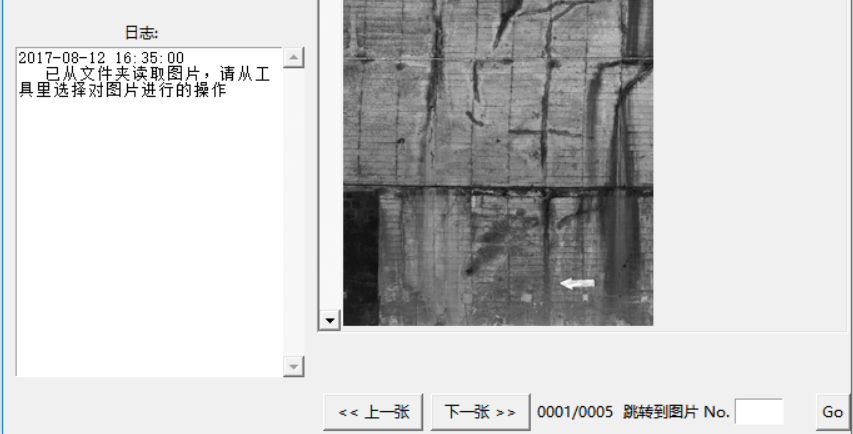 日志:
2017-08-12 16:35:00
已从文件夹读取图片，请从工
具里选择对图片进行的操作
<< 上一张 下一张 >> 0001/0005 跳转到图片 No. Go